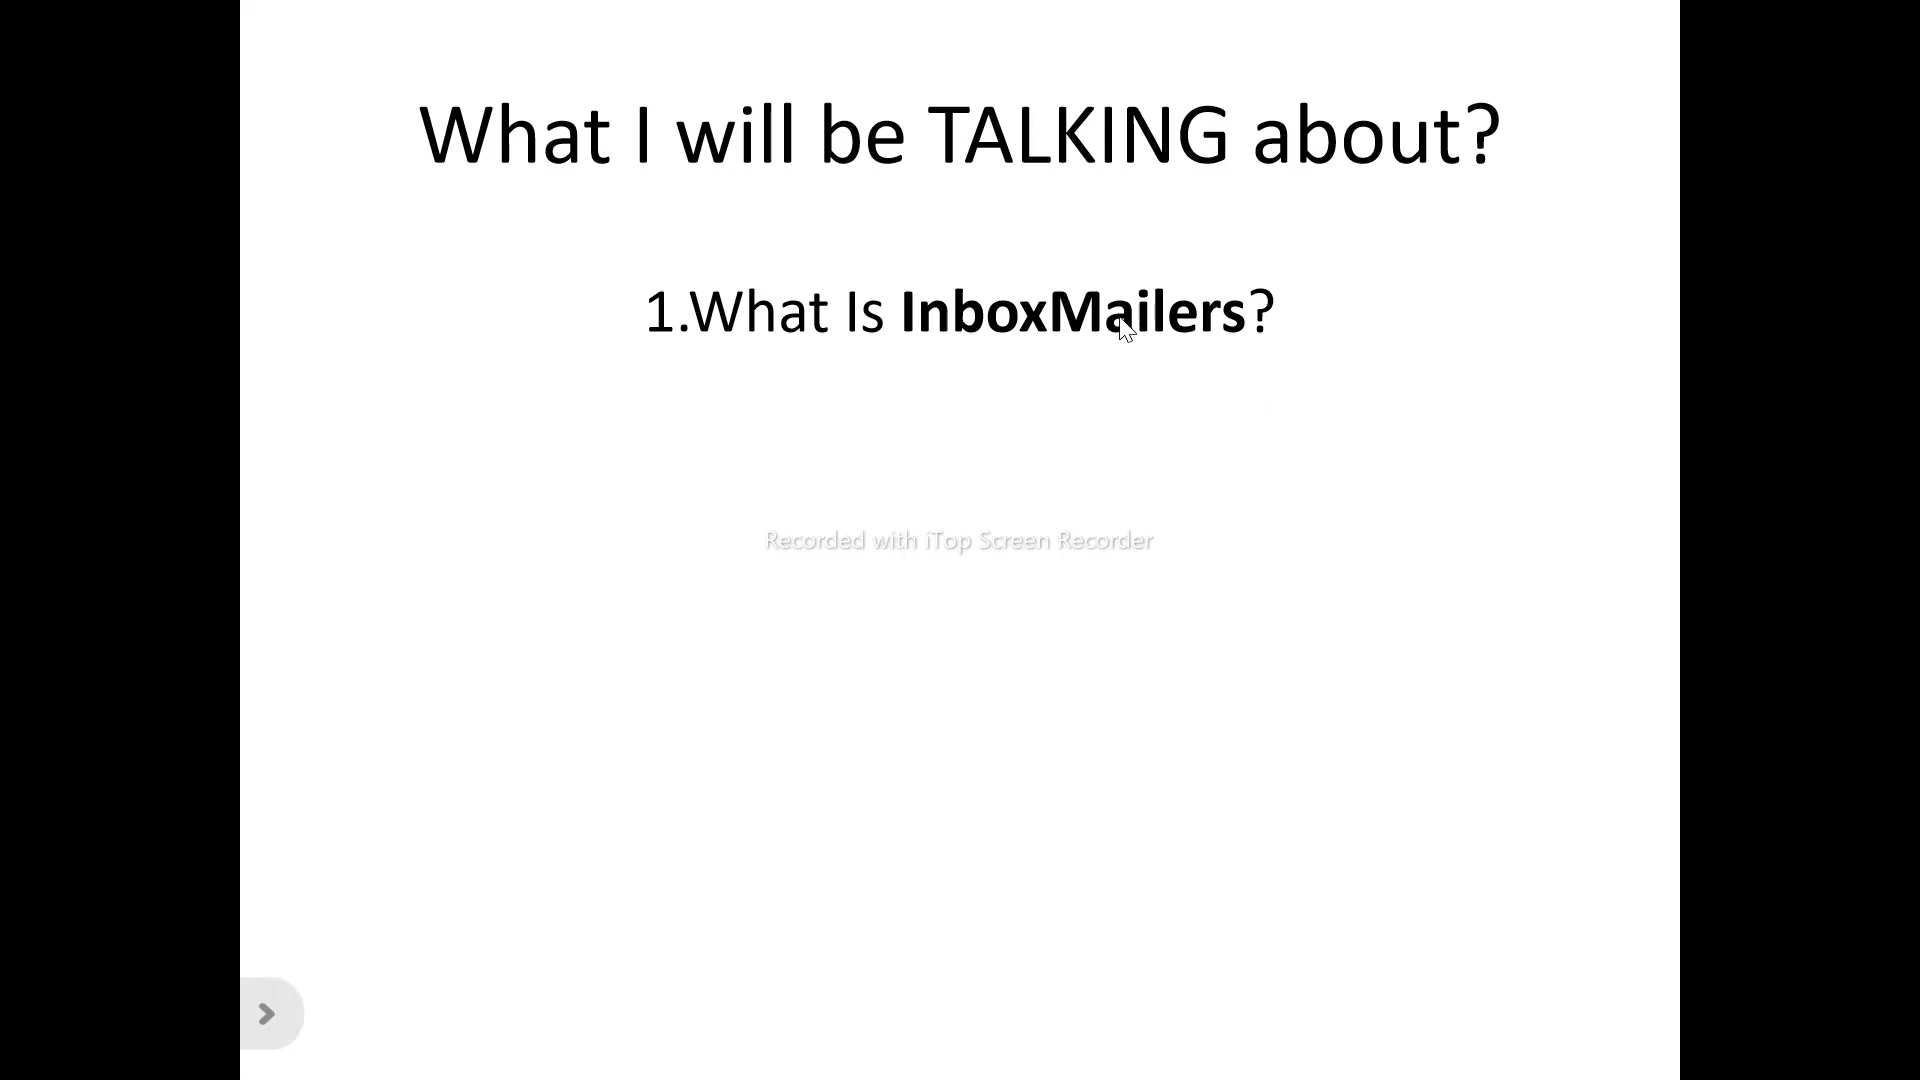 What I will be TALKING about?
1.What Is InboxMailers?
Recorded with iTop Screen Recorder